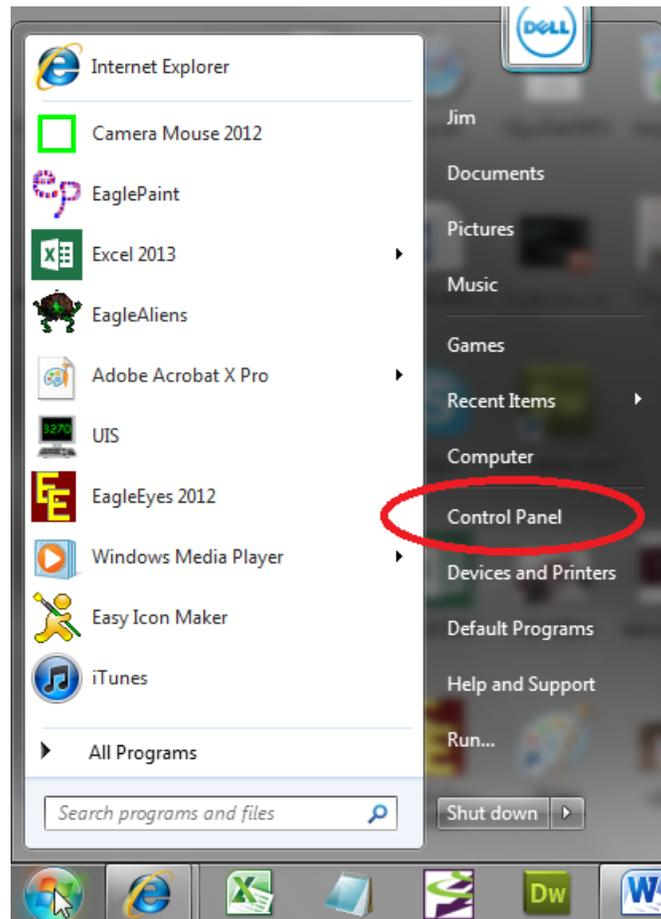 DELL
Internet Explorer
Camera Mouse 2012
ep
EaglePaint
Excel 2013
EagleAliens
Adobe Acrobat X Pro
3270
UIS
EE
EagleEyes 2012
Windows Media Player
Easy Icon Maker
iTunes
All Programs
Search programs and files
Jim
Documents
Pictures
Music
Games
Recent Items
Computer
Control Panel
Devices and Printers
Default Programs
Help and Support
Run...
Shut down
Dw
W